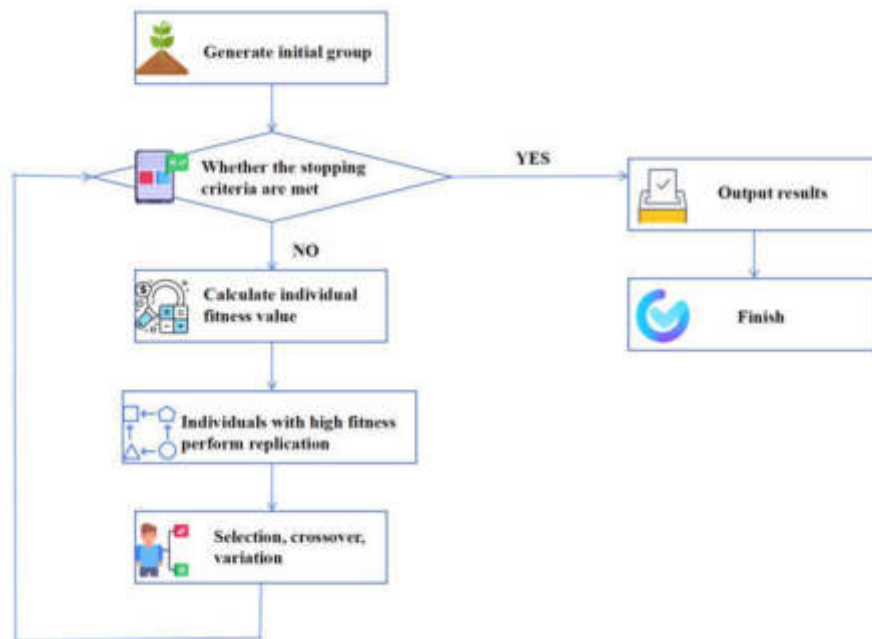 Generate initial group
Whether the stopping
criteria are met
YES
Output results
NO
Calculate individual
fitness value
Finish
Individuals with high fitness
perform replication
Selection, crossover,
variation